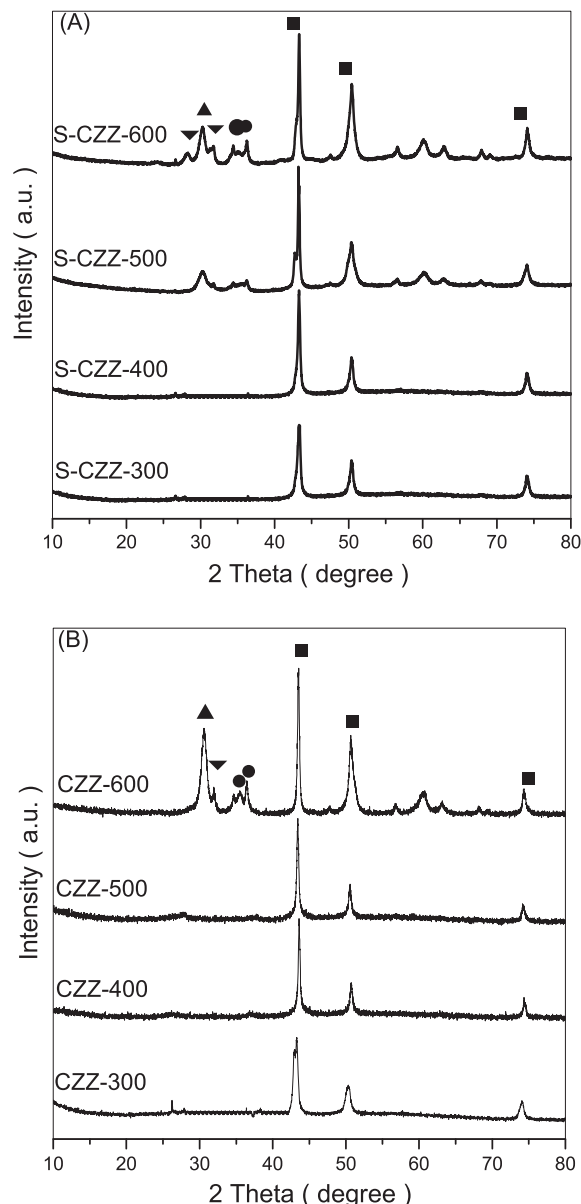 (A)
S-CZZ-600
S-CZZ-500
S-CZZ-400
S-CZZ-300
Intensity ( a.u. )
10 20 30 40 50 60 70 80
2 Theta ( degree )
(B)
CZZ-600
CZZ-500
CZZ-400
CZZ-300
Intensity ( a.u. )
10 20 30 40 50 60 70 80
2 Theta ( degree )